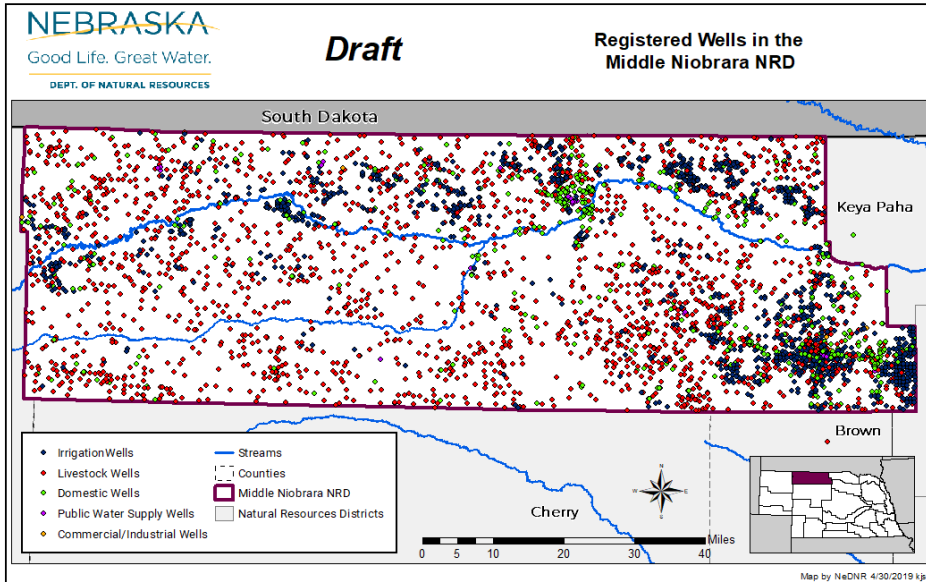 NEBRASKA
Good Life. Great Water.
DEPT. OF NATURAL RESOURCES
Draft
Registered Wells in the
Middle Niobrara NRD
South Dakota
Keya Paha
Brown
Cherry
Irrigation Wells
Livestock Wells
Domestic Wells
Public Water Supply Wells
Commercial/Industrial Wells
Streams
Counties
Middle Niobrara NRD
Natural Resources Districts
N
W
E
S
0 5 10 20 30 40 Miles
Map by NeDNR 4/30/2019 kjs